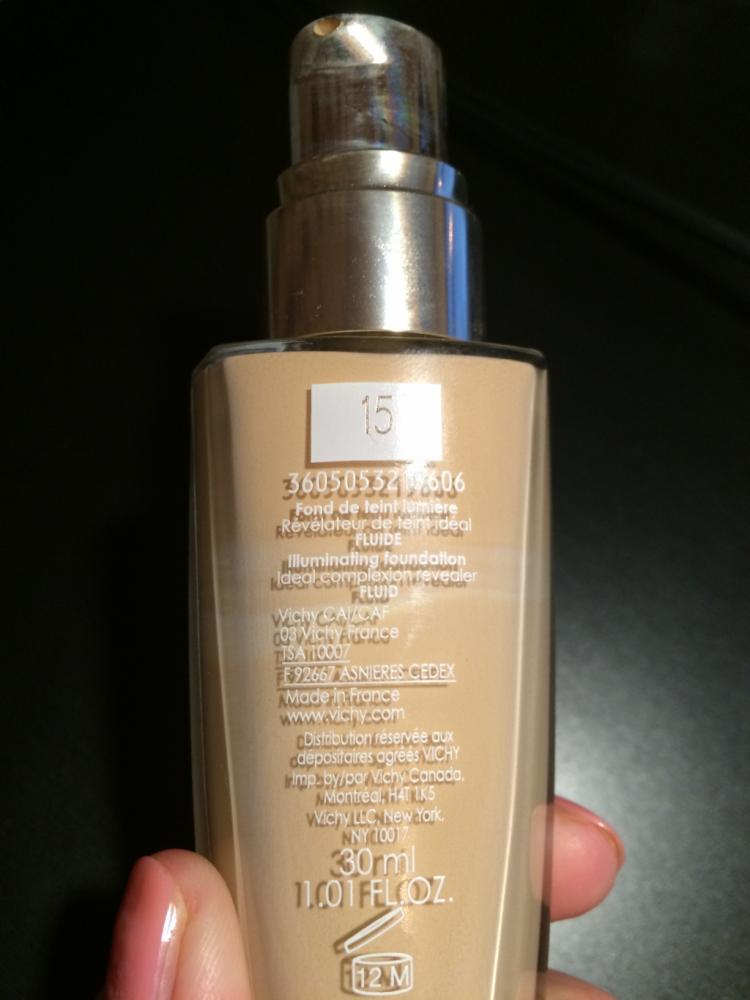 15
3605053219606
Fond de teint lumière
Révélateur de teint idéal
FLUIDE
Illuminating foundation
Ideal complexion revealer
FLUID
Vichy CAI/CAF
03 Vichy France
TSA 10007
F-92667 ASNIERES CEDEX
Made in France
www.vichy.com
Distribution réservée aux
dépositaires agréés VICHY
Imp. by/par Vichy Canada,
Montréal, H4T 1K5
Vichy LLC, New York,
NY 10017
30 ml
1.01 FL.OZ.
12 M